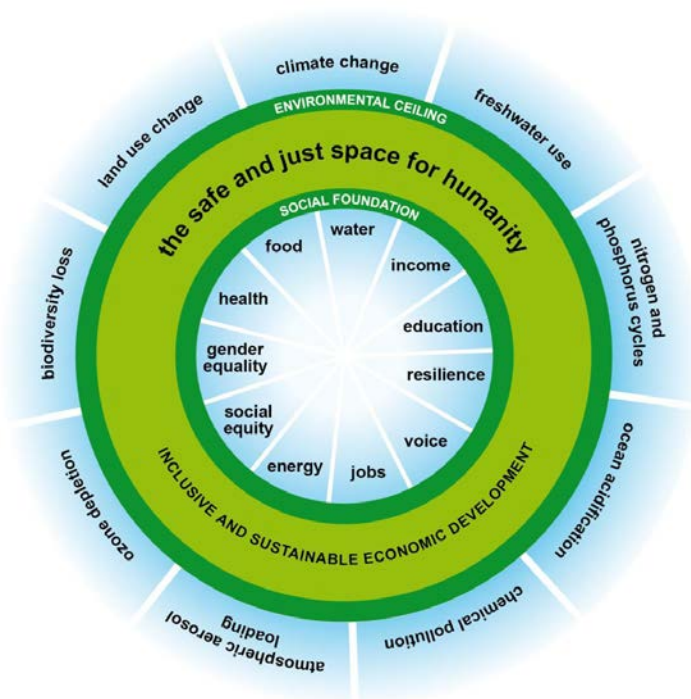 climate change
freshwater use
nitrogen and
phosphorus cycles
ocean acidification
chemical pollution
atmospheric aerosol
loading
ozone depletion
biodiversity loss
land use change
ENVIRONMENTAL CEILING
the safe and just space for humanity
SOCIAL FOUNDATION
water
income
education
resilience
voice
jobs
energy
social
equity
gender
equality
health
food
INCLUSIVE AND SUSTAINABLE ECONOMIC DEVELOPMENT